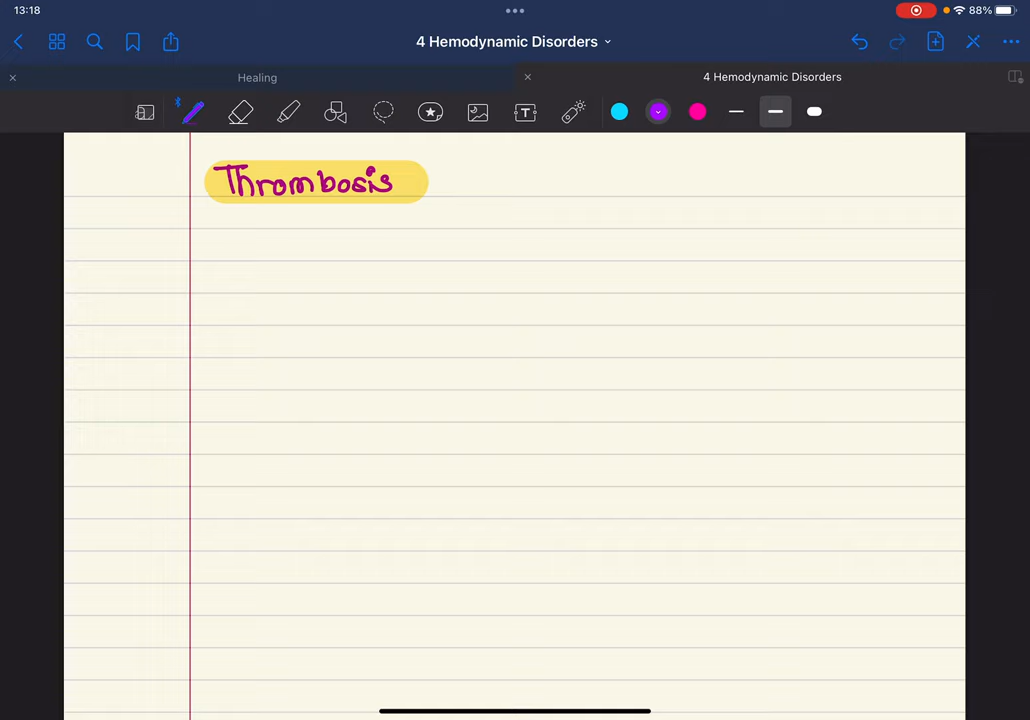 13:18
88%
4 Hemodynamic Disorders
Healing
4 Hemodynamic Disorders
T
Thrombosis